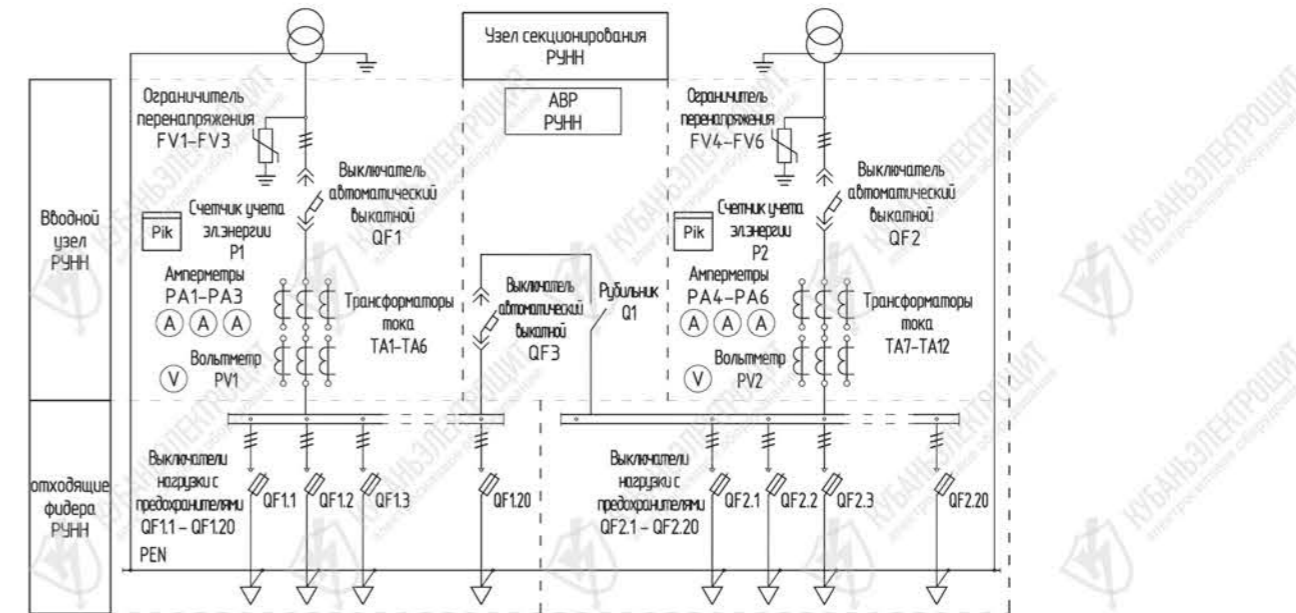 Узел секционирования
РУНН
АВР
РУНН
Вводной
узел
РУНН
Ограничитель
перенапряжения
FV1-FV3
Выключатель
автоматический
выкатной
QF1
Pik
Счетчик учета
эл.энергии
P1
Амперметры
PA1-PA3
A A A
Трансформаторы
тока
TA1-TA6
Вольтметр
PV1
V
Выключатель
автоматический
выкатной
QF3
Рубильник
Q1
Ограничитель
перенапряжения
FV4-FV6
Выключатель
автоматический
выкатной
QF2
Pik
Счетчик учета
эл.энергии
P2
Амперметры
PA4-PA6
A A A
Трансформаторы
тока
TA7-TA12
Вольтметр
PV2
V
отходящие
фидера
РУНН
Выключатели
нагрузки с
предохранителями
QF1.1 - QF1.20
QF1.1 QF1.2 QF1.3 QF1.20
PEN
Выключатели
нагрузки с
предохранителями
QF2.1 - QF2.20
QF2.1 QF2.2 QF2.3 QF2.20
КУБАНЬЭЛЕКТРОЩИТ
электрощитовое оборудование